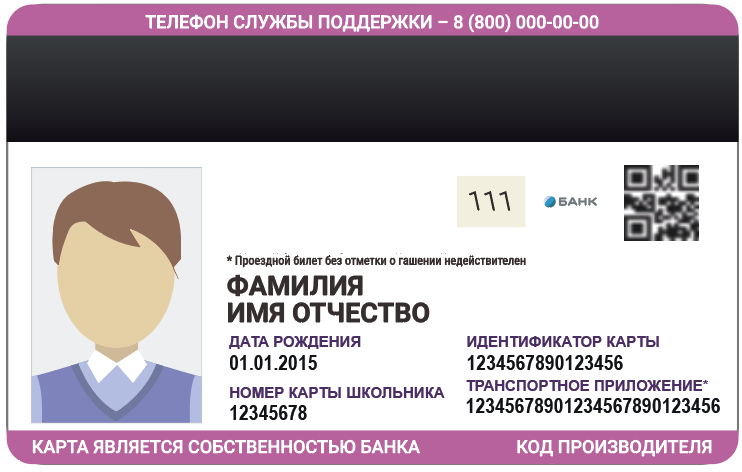 ТЕЛЕФОН СЛУЖБЫ ПОДДЕРЖКИ – 8 (800) 000-00-00
111
БАНК
* Проездной билет без отметки о гашении недействителен
ФАМИЛИЯ
ИМЯ ОТЧЕСТВО
ДАТА РОЖДЕНИЯ
01.01.2015
НОМЕР КАРТЫ ШКОЛЬНИКА
12345678
ИДЕНТИФИКАТОР КАРТЫ
1234567890123456
ТРАНСПОРТНОЕ ПРИЛОЖЕНИЕ*
12345678901234567890123456
КАРТА ЯВЛЯЕТСЯ СОБСТВЕННОСТЬЮ БАНКА
КОД ПРОИЗВОДИТЕЛЯ